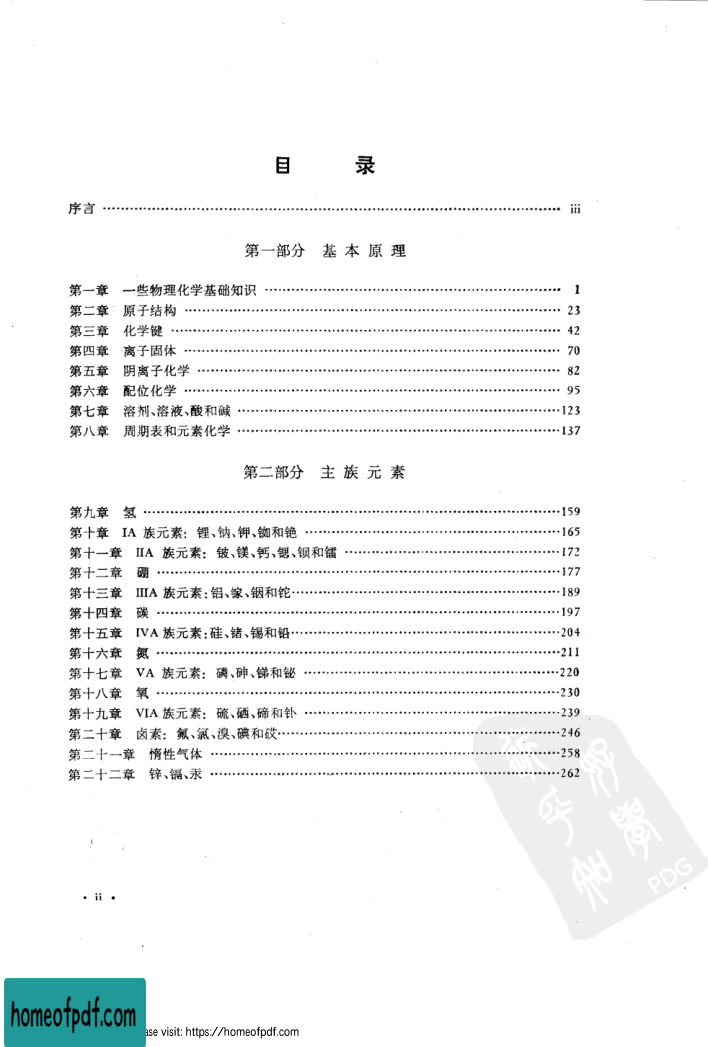 目 录
序言 ………… iii
第一部分 基本原理
第一章 一些物理化学基础知识 ………… 1
第二章 原子结构 ………… 23
第三章 化学键 ………… 42
第四章 离子固体 ………… 70
第五章 阴离子化学 ………… 82
第六章 配位化学 ………… 95
第七章 溶剂、溶液、酸和碱 ………… 123
第八章 周期表和元素化学 ………… 137
第二部分 主族元素
第九章 氢 ………… 159
第十章 IA 族元素：锂、钠、钾、铷和铯 ………… 165
第十一章 IIA 族元素：铍、镁、钙、锶、钡和镭 ………… 172
第十二章 硼 ………… 177
第十三章 IIIA 族元素：铝、镓、铟和铊 ………… 189
第十四章 碳 ………… 197
第十五章 IVA 族元素：硅、锗、锡和铅 ………… 204
第十六章 氮 ………… 211
第十七章 VA 族元素：磷、砷、锑和铋 ………… 220
第十八章 氧 ………… 230
第十九章 VIA 族元素：硫、硒、碲和钋 ………… 239
第二十章 卤素：氟、氯、溴、碘和砹 ………… 246
第二十一章 惰性气体 ………… 258
第二十二章 锌、镉、汞 ………… 262
PDG
• ii •
homeofpdf.com
ase visit: https://homeofpdf.com